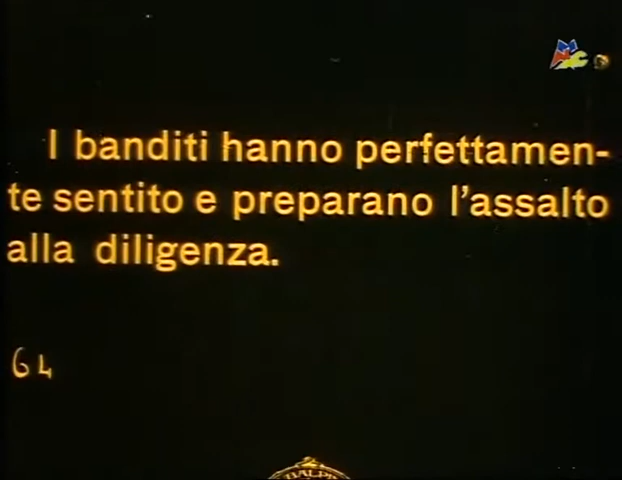 I banditi hanno perfettamen-
te sentito e preparano l'assalto
alla diligenza.
64